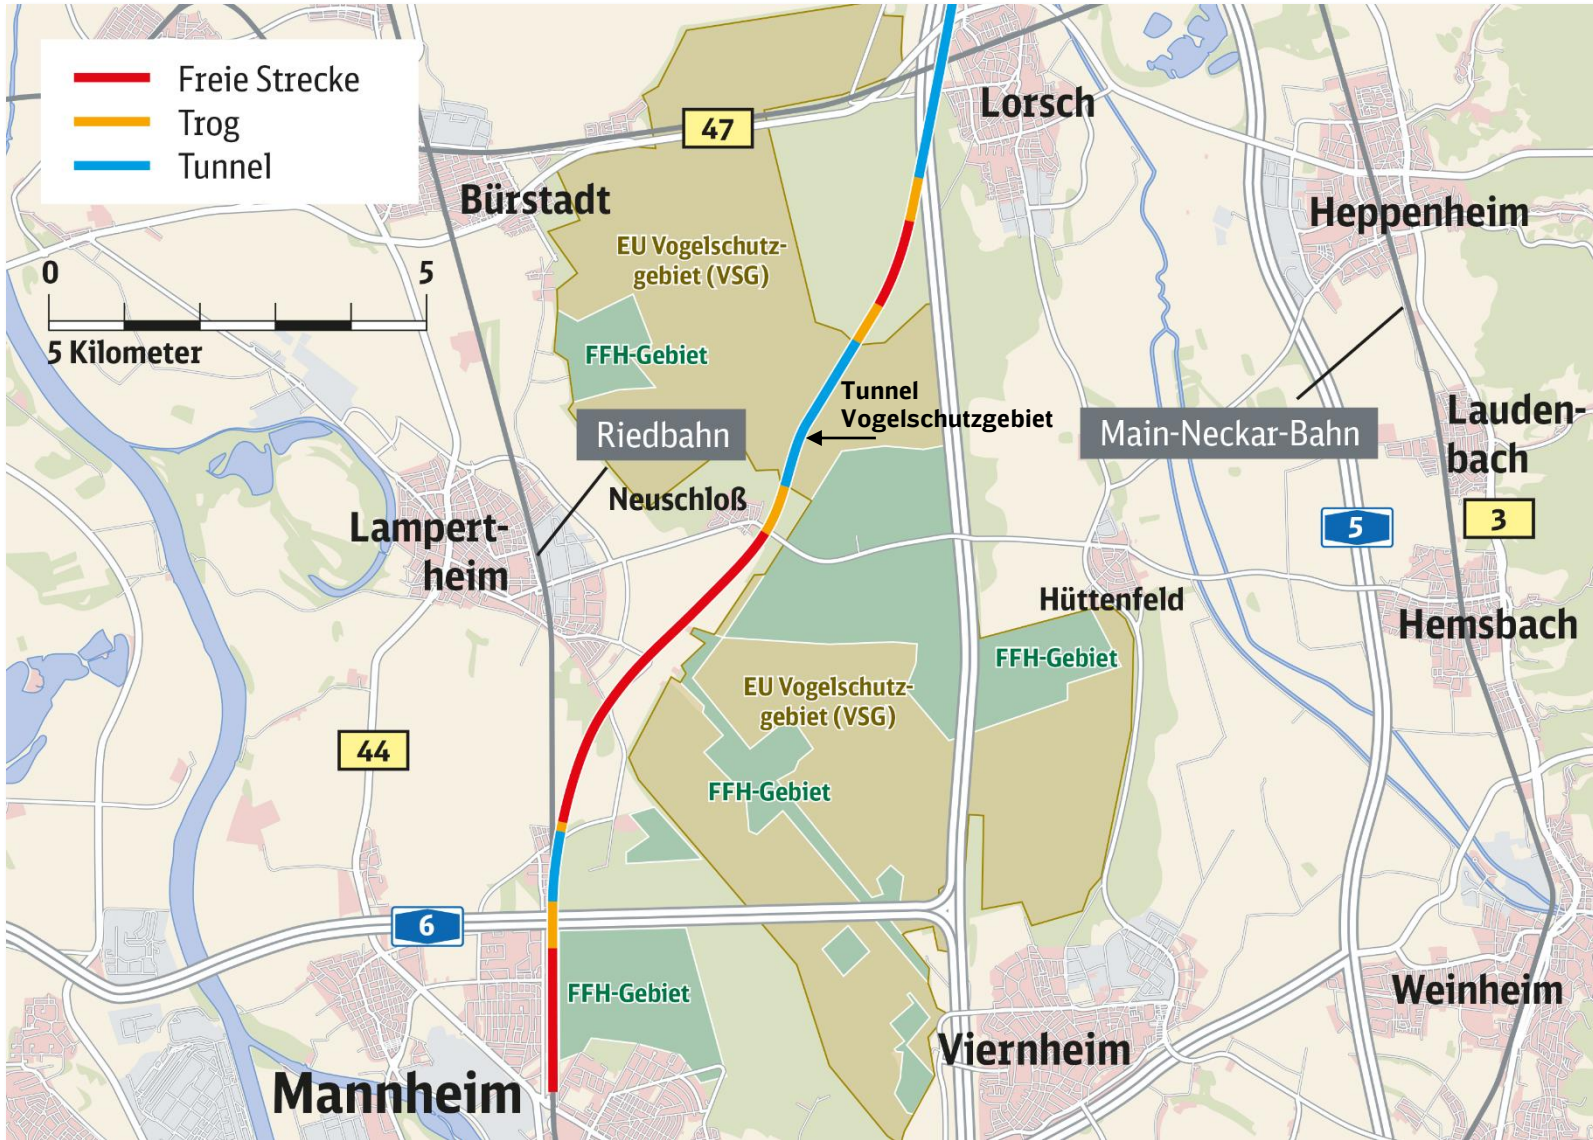 Freie Strecke
Trog
Tunnel
47
Lorsch
Bürstadt
Heppenheim
EU Vogelschutz-
gebiet (VSG)
0
5
5 Kilometer
FFH-Gebiet
Tunnel
Vogelschutzgebiet
Riedbahn
Main-Neckar-Bahn
Lauden-
bach
Neuschloß
Lampert-
heim
5
3
Hüttenfeld
Hemsbach
FFH-Gebiet
EU Vogelschutz-
gebiet (VSG)
44
FFH-Gebiet
6
FFH-Gebiet
Weinheim
Viernheim
Mannheim